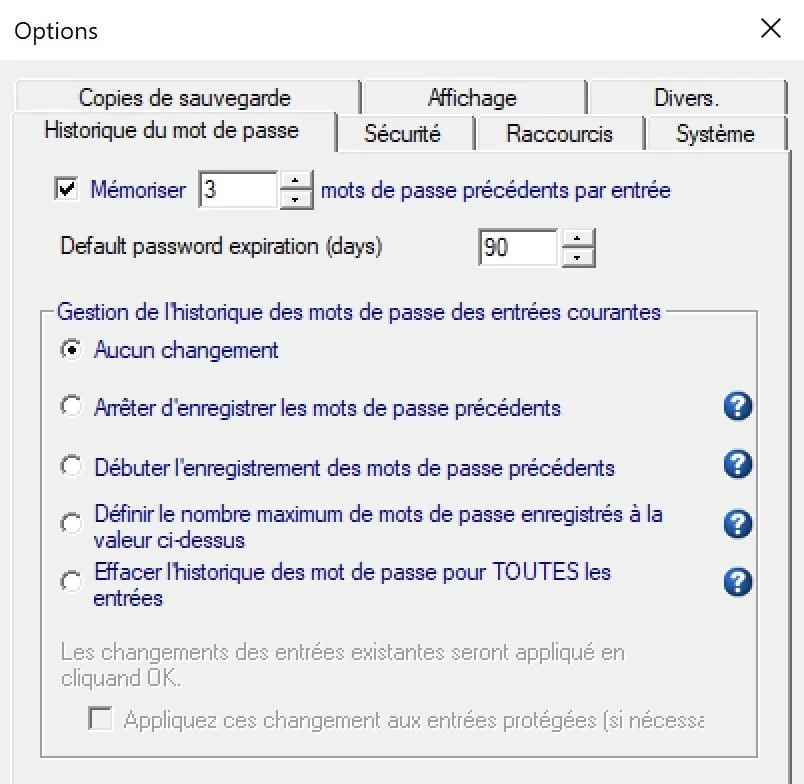 Options
Copies de sauvegarde Affichage Divers.
Historique du mot de passe Sécurité Raccourcis Système
Mémoriser 3 mots de passe précédents par entrée
Default password expiration (days) 90
Gestion de l'historique des mots de passe des entrées courantes
Aucun changement
Arrêter d'enregistrer les mots de passe précédents ?
Débuter l'enregistrement des mots de passe précédents ?
Définir le nombre maximum de mots de passe enregistrés à la
valeur ci-dessus ?
Effacer l'historique des mot de passe pour TOUTES les
entrées ?
Les changements des entrées existantes seront appliqué en
cliquand OK.
Appliquez ces changement aux entrées protégées (si nécessa